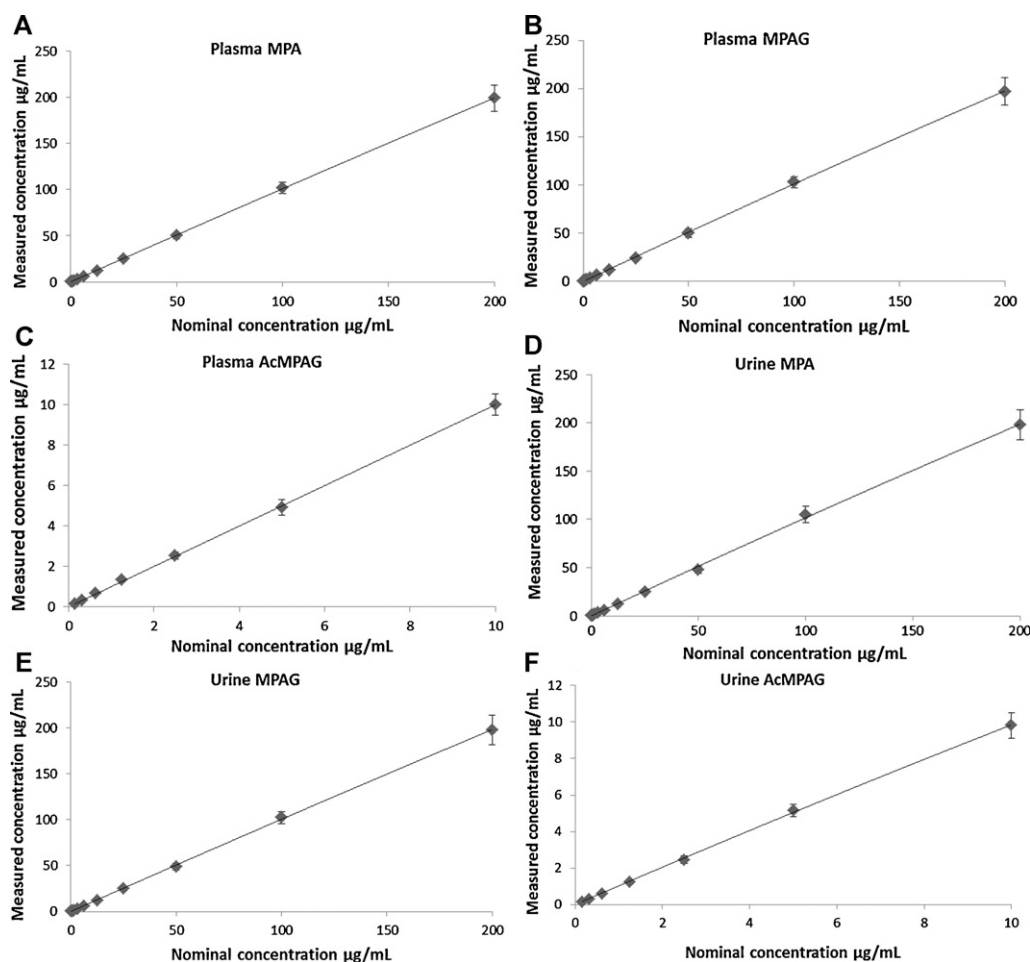 A
Plasma MPA
Measured concentration µg/mL
250
200
150
100
50
0
0 50 100 150 200
Nominal concentration µg/mL
B
Plasma MPAG
Measured concentration µg/mL
250
200
150
100
50
0
0 50 100 150 200
Nominal concentration µg/mL
C
Plasma AcMPAG
Measured concentration µg/mL
12
10
8
6
4
2
0
0 2 4 6 8 10
Nominal concentration µg/mL
D
Urine MPA
Measured concentration µg/mL
250
200
150
100
50
0
0 50 100 150 200
Nominal concentration µg/mL
E
Urine MPAG
Measured concentration µg/mL
250
200
150
100
50
0
0 50 100 150 200
Nominal concentration µg/mL
F
Urine AcMPAG
Measured concentration µg/mL
12
10
8
6
4
2
0
0 2 4 6 8 10
Nominal concentration µg/mL